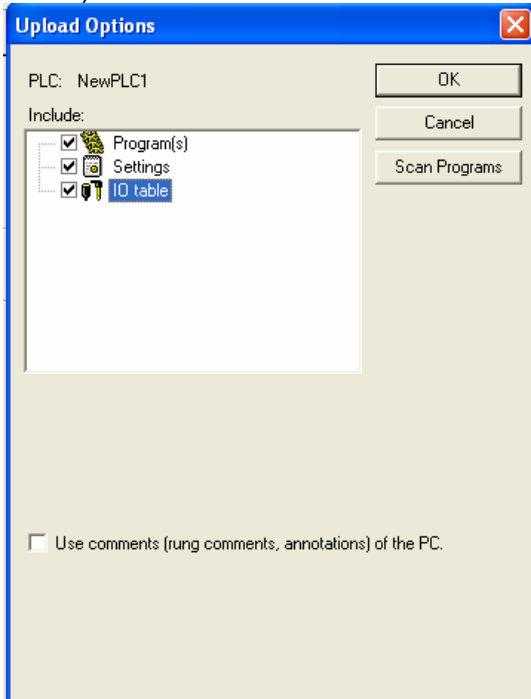 Upload Options
PLC: NewPLC1
OK
Include:
Cancel
Program(s)
Settings
Scan Programs
IO table
Use comments (rung comments, annotations) of the PC.